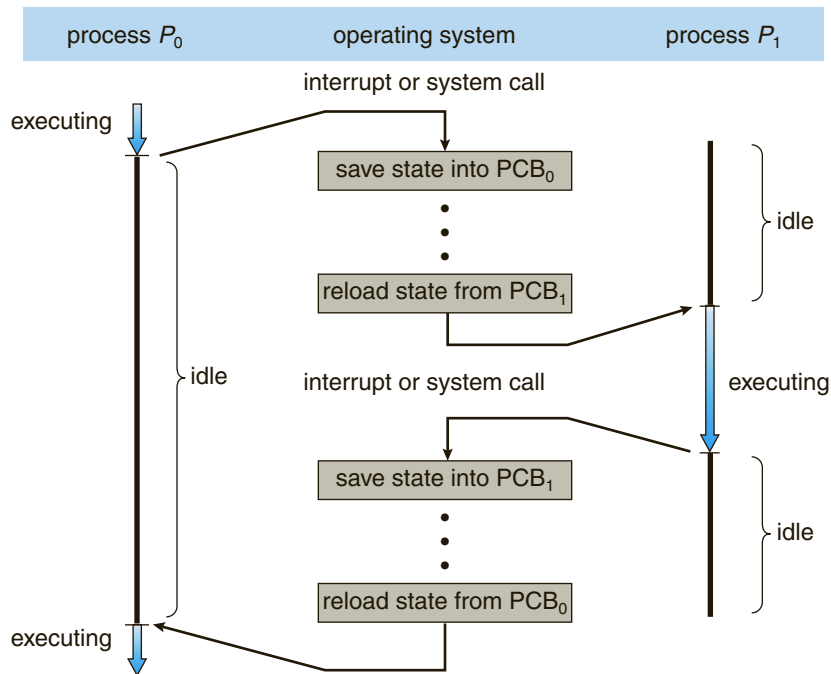 process P₀
operating system
process P₁
interrupt or system call
executing
save state into PCB₀
idle
reload state from PCB₁
idle
interrupt or system call
executing
save state into PCB₁
idle
reload state from PCB₀
executing